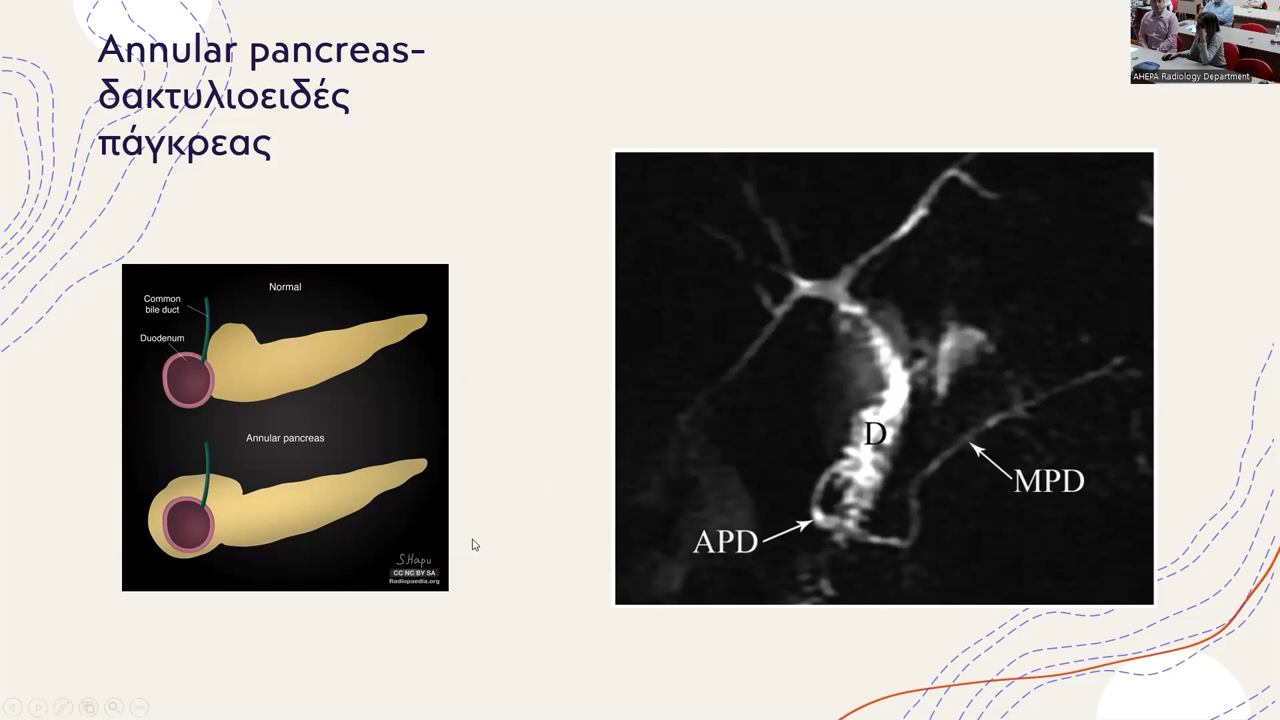 Annular pancreas-
δακτυλιοειδές
πάγκρεας
AHEPA Radiology Department
Normal
Common
bile duct
Duodenum
Annular pancreas
S.Hapu
CC NC BY SA
Radiopaedia.org
D
MPD
APD